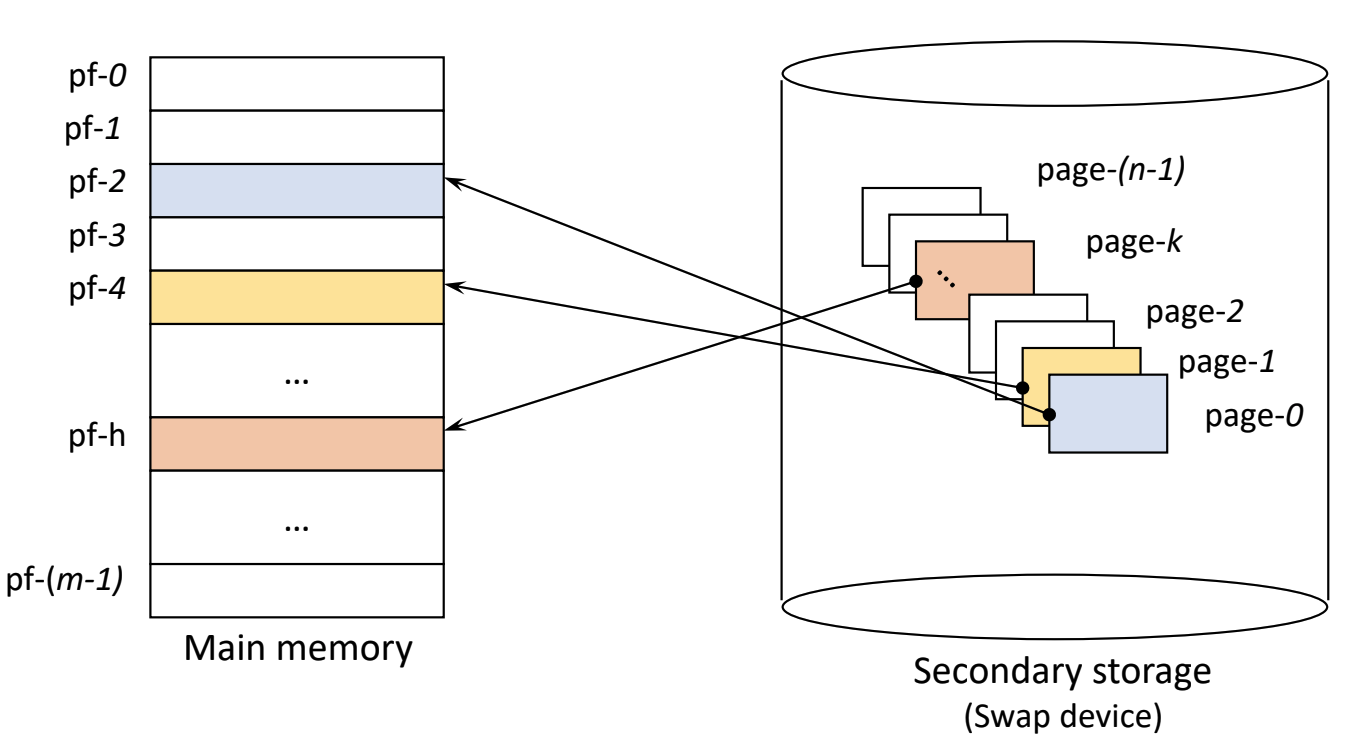 pf-0
pf-1
pf-2
pf-3
pf-4
...
pf-h
...
pf-(m-1)
Main memory
page-(n-1)
page-k
...
page-2
page-1
page-0
Secondary storage
(Swap device)